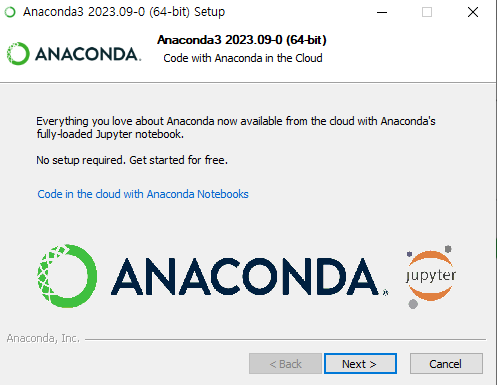 Anaconda3 2023.09-0 (64-bit) Setup
Anaconda3 2023.09-0 (64-bit)
Code with Anaconda in the Cloud
ANACONDA.
Everything you love about Anaconda now available from the cloud with Anaconda's
fully-loaded Jupyter notebook.
No setup required. Get started for free.
Code in the cloud with Anaconda Notebooks
ANACONDA.
jupyter
Anaconda, Inc.
< Back Next > Cancel